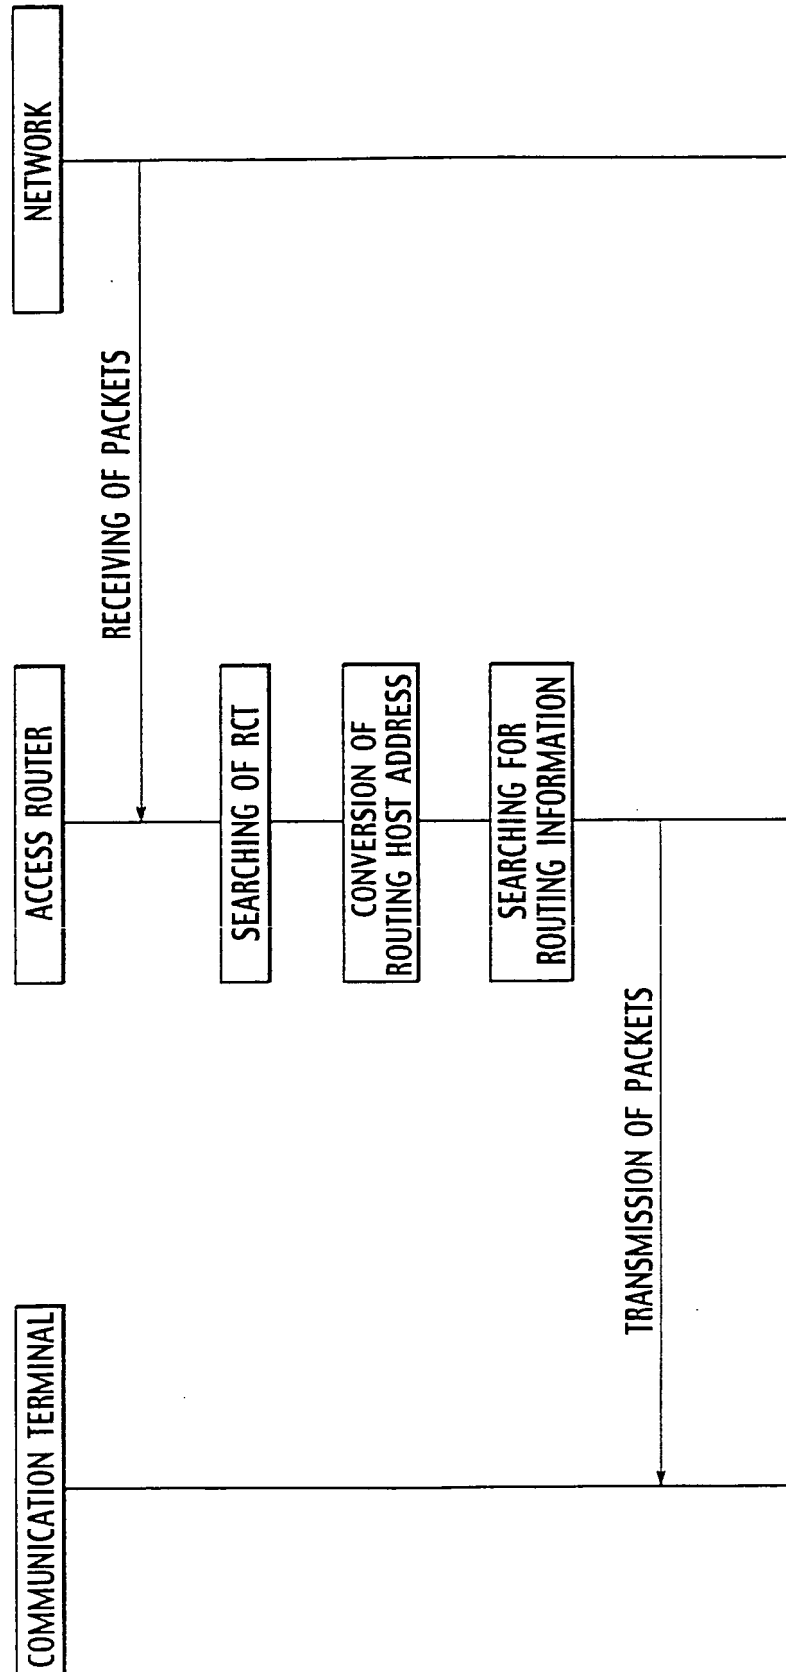 COMMUNICATION TERMINAL
ACCESS ROUTER
NETWORK
RECEIVING OF PACKETS
SEARCHING OF RCT
CONVERSION OF
ROUTING HOST ADDRESS
SEARCHING FOR
ROUTING INFORMATION
TRANSMISSION OF PACKETS